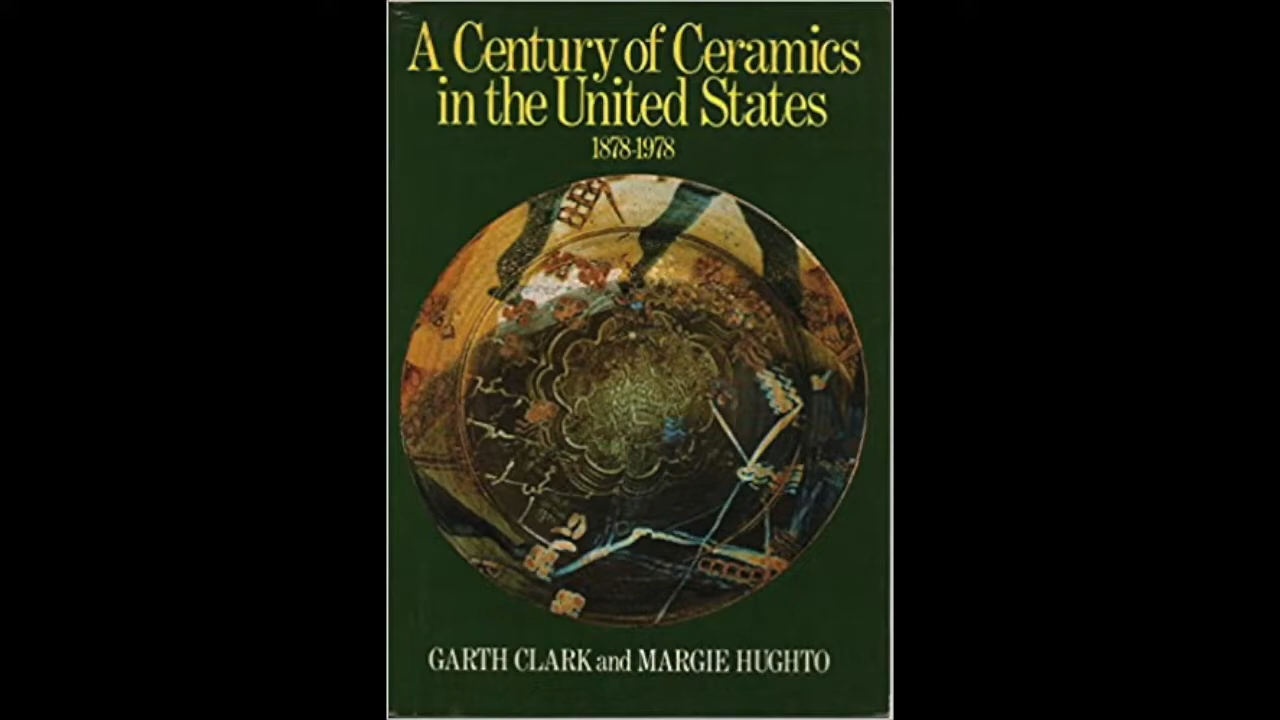 A Century of Ceramics
in the United States
1878-1978
GARTH CLARK and MARGIE HUGHTO